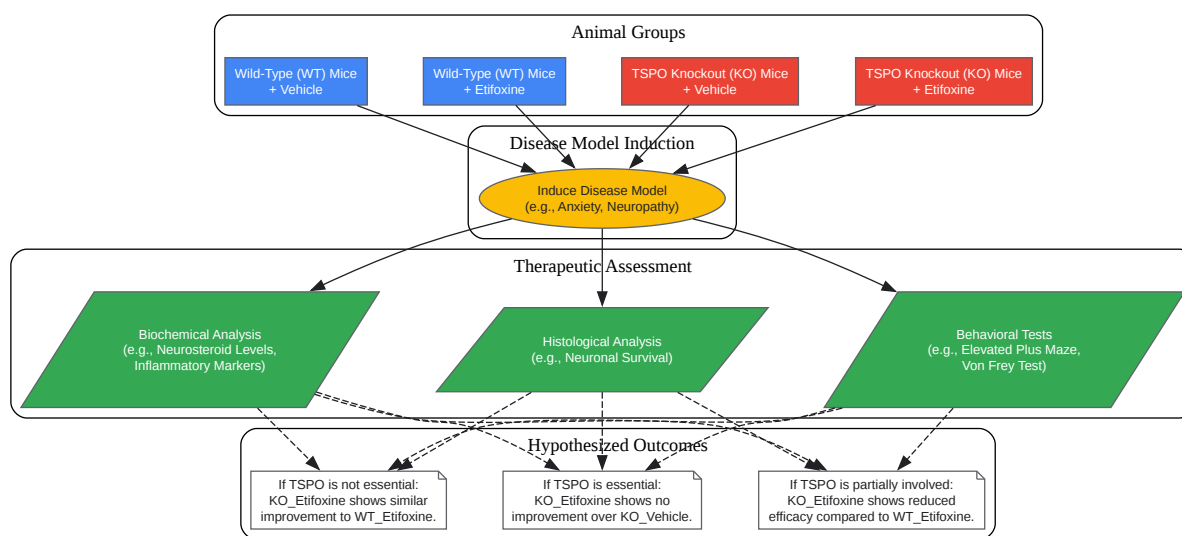 Animal Groups
Wild-Type (WT) Mice
+ Vehicle
Wild-Type (WT) Mice
+ Etifoxine
TSPO Knockout (KO) Mice
+ Vehicle
TSPO Knockout (KO) Mice
+ Etifoxine
Disease Model Induction
Induce Disease Model
(e.g., Anxiety, Neuropathy)
Therapeutic Assessment
Biochemical Analysis
(e.g., Neurosteroid Levels,
Inflammatory Markers)
Histological Analysis
(e.g., Neuronal Survival)
Behavioral Tests
(e.g., Elevated Plus Maze,
Von Frey Test)
Hypothesized Outcomes
If TSPO is not essential:
KO_Etifoxine shows similar
improvement to WT_Etifoxine.
If TSPO is essential:
KO_Etifoxine shows no
improvement over KO_Vehicle.
If TSPO is partially involved:
KO_Etifoxine shows reduced
efficacy compared to WT_Etifoxine.